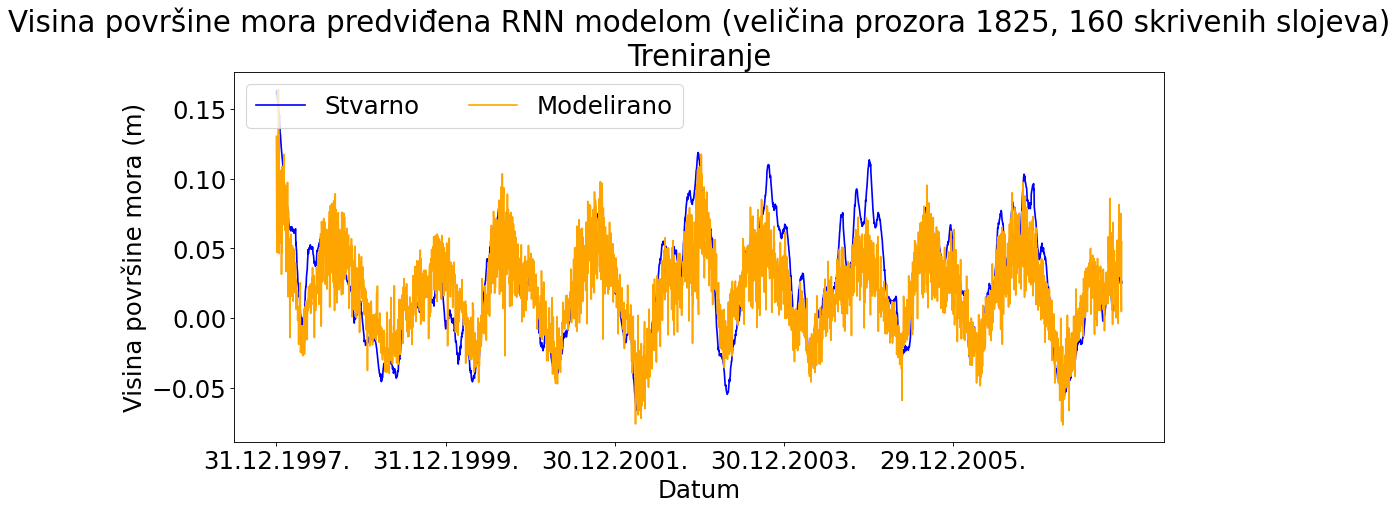 Visina površine mora predviđena RNN modelom (veličina prozora 1825, 160 skrivenih slojeva)
Treniranje
Stvarno
Modelirano
Visina površine mora (m)
0.15
0.10
0.05
0.00
−0.05
31.12.1997.
31.12.1999.
30.12.2001.
30.12.2003.
29.12.2005.
Datum